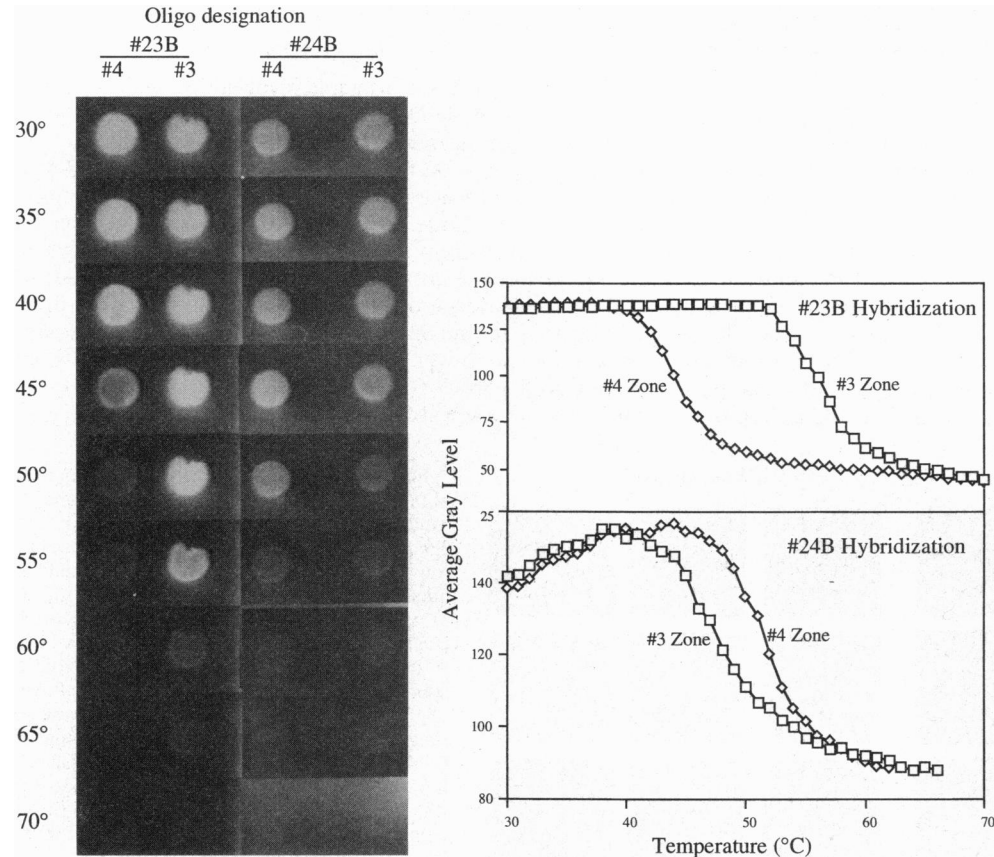 Oligo designation
#23B #24B
#4 #3 #4 #3
30°
35°
40°
45°
50°
55°
60°
65°
70°
Average Gray Level
150
125
100
75
50
25
#23B Hybridization
#4 Zone
#3 Zone
140
120
100
80
#24B Hybridization
#3 Zone
#4 Zone
30 40 50 60 70
Temperature (°C)